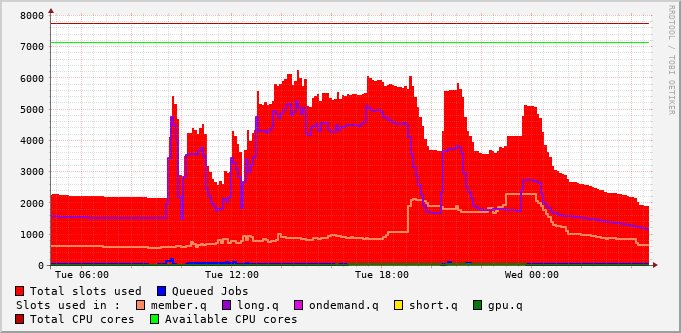 8000
7000
6000
5000
4000
3000
2000
1000
0
Tue 06:00 Tue 12:00 Tue 18:00 Wed 00:00
RRDTOOL / TOBI OETIKER
Total slots used Queued Jobs
Slots used in : member.q long.q ondemand.q short.q gpu.q
Total CPU cores Available CPU cores